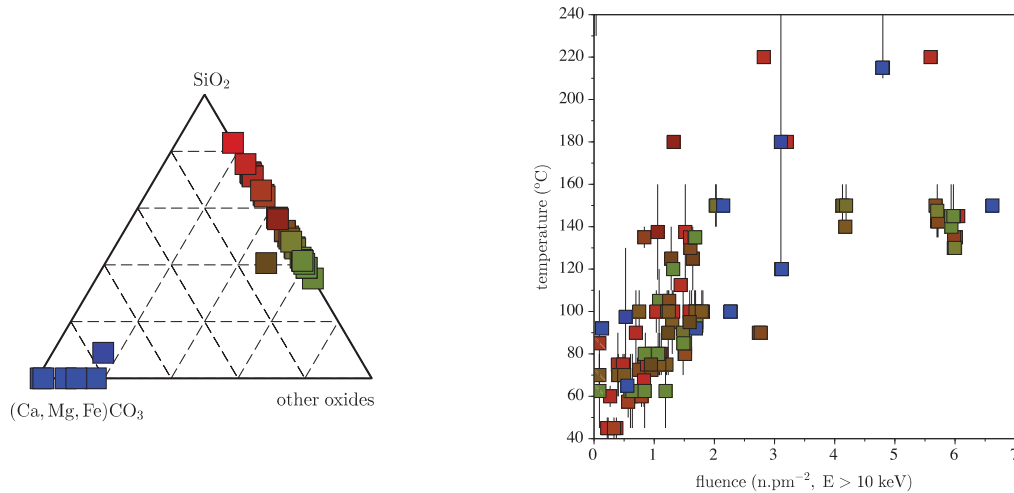 SiO₂
(Ca, Mg, Fe)CO₃
other oxides
temperature (°C)
240
220
200
180
160
140
120
100
80
60
40
0 1 2 3 4 5 6 7
fluence (n.pm⁻², E > 10 keV)